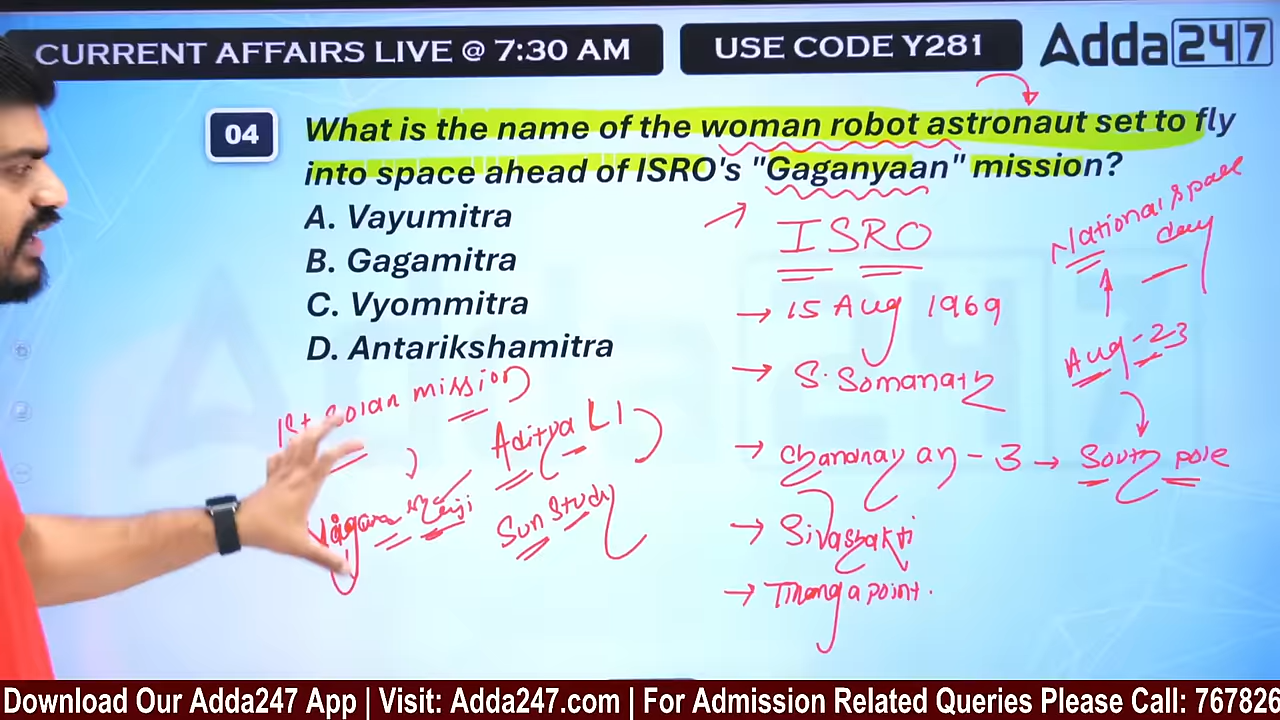 CURRENT AFFAIRS LIVE @ 7:30 AM
USE CODE Y281
Adda247
04
What is the name of the woman robot astronaut set to fly
into space ahead of ISRO's "Gaganyaan" mission?
A. Vayumitra
B. Gagamitra
C. Vyommitra
D. Antarikshamitra
ISRO
→ 15 Aug 1969
→ S. Somanath
→ Chandrayan - 3 → South pole
→ Sivashakti
→ Tiranga point.
National space
day
Aug-23
1st solar mission
Aditya L1
Sun Study
Download Our Adda247 App | Visit: Adda247.com | For Admission Related Queries Please Call: 767826